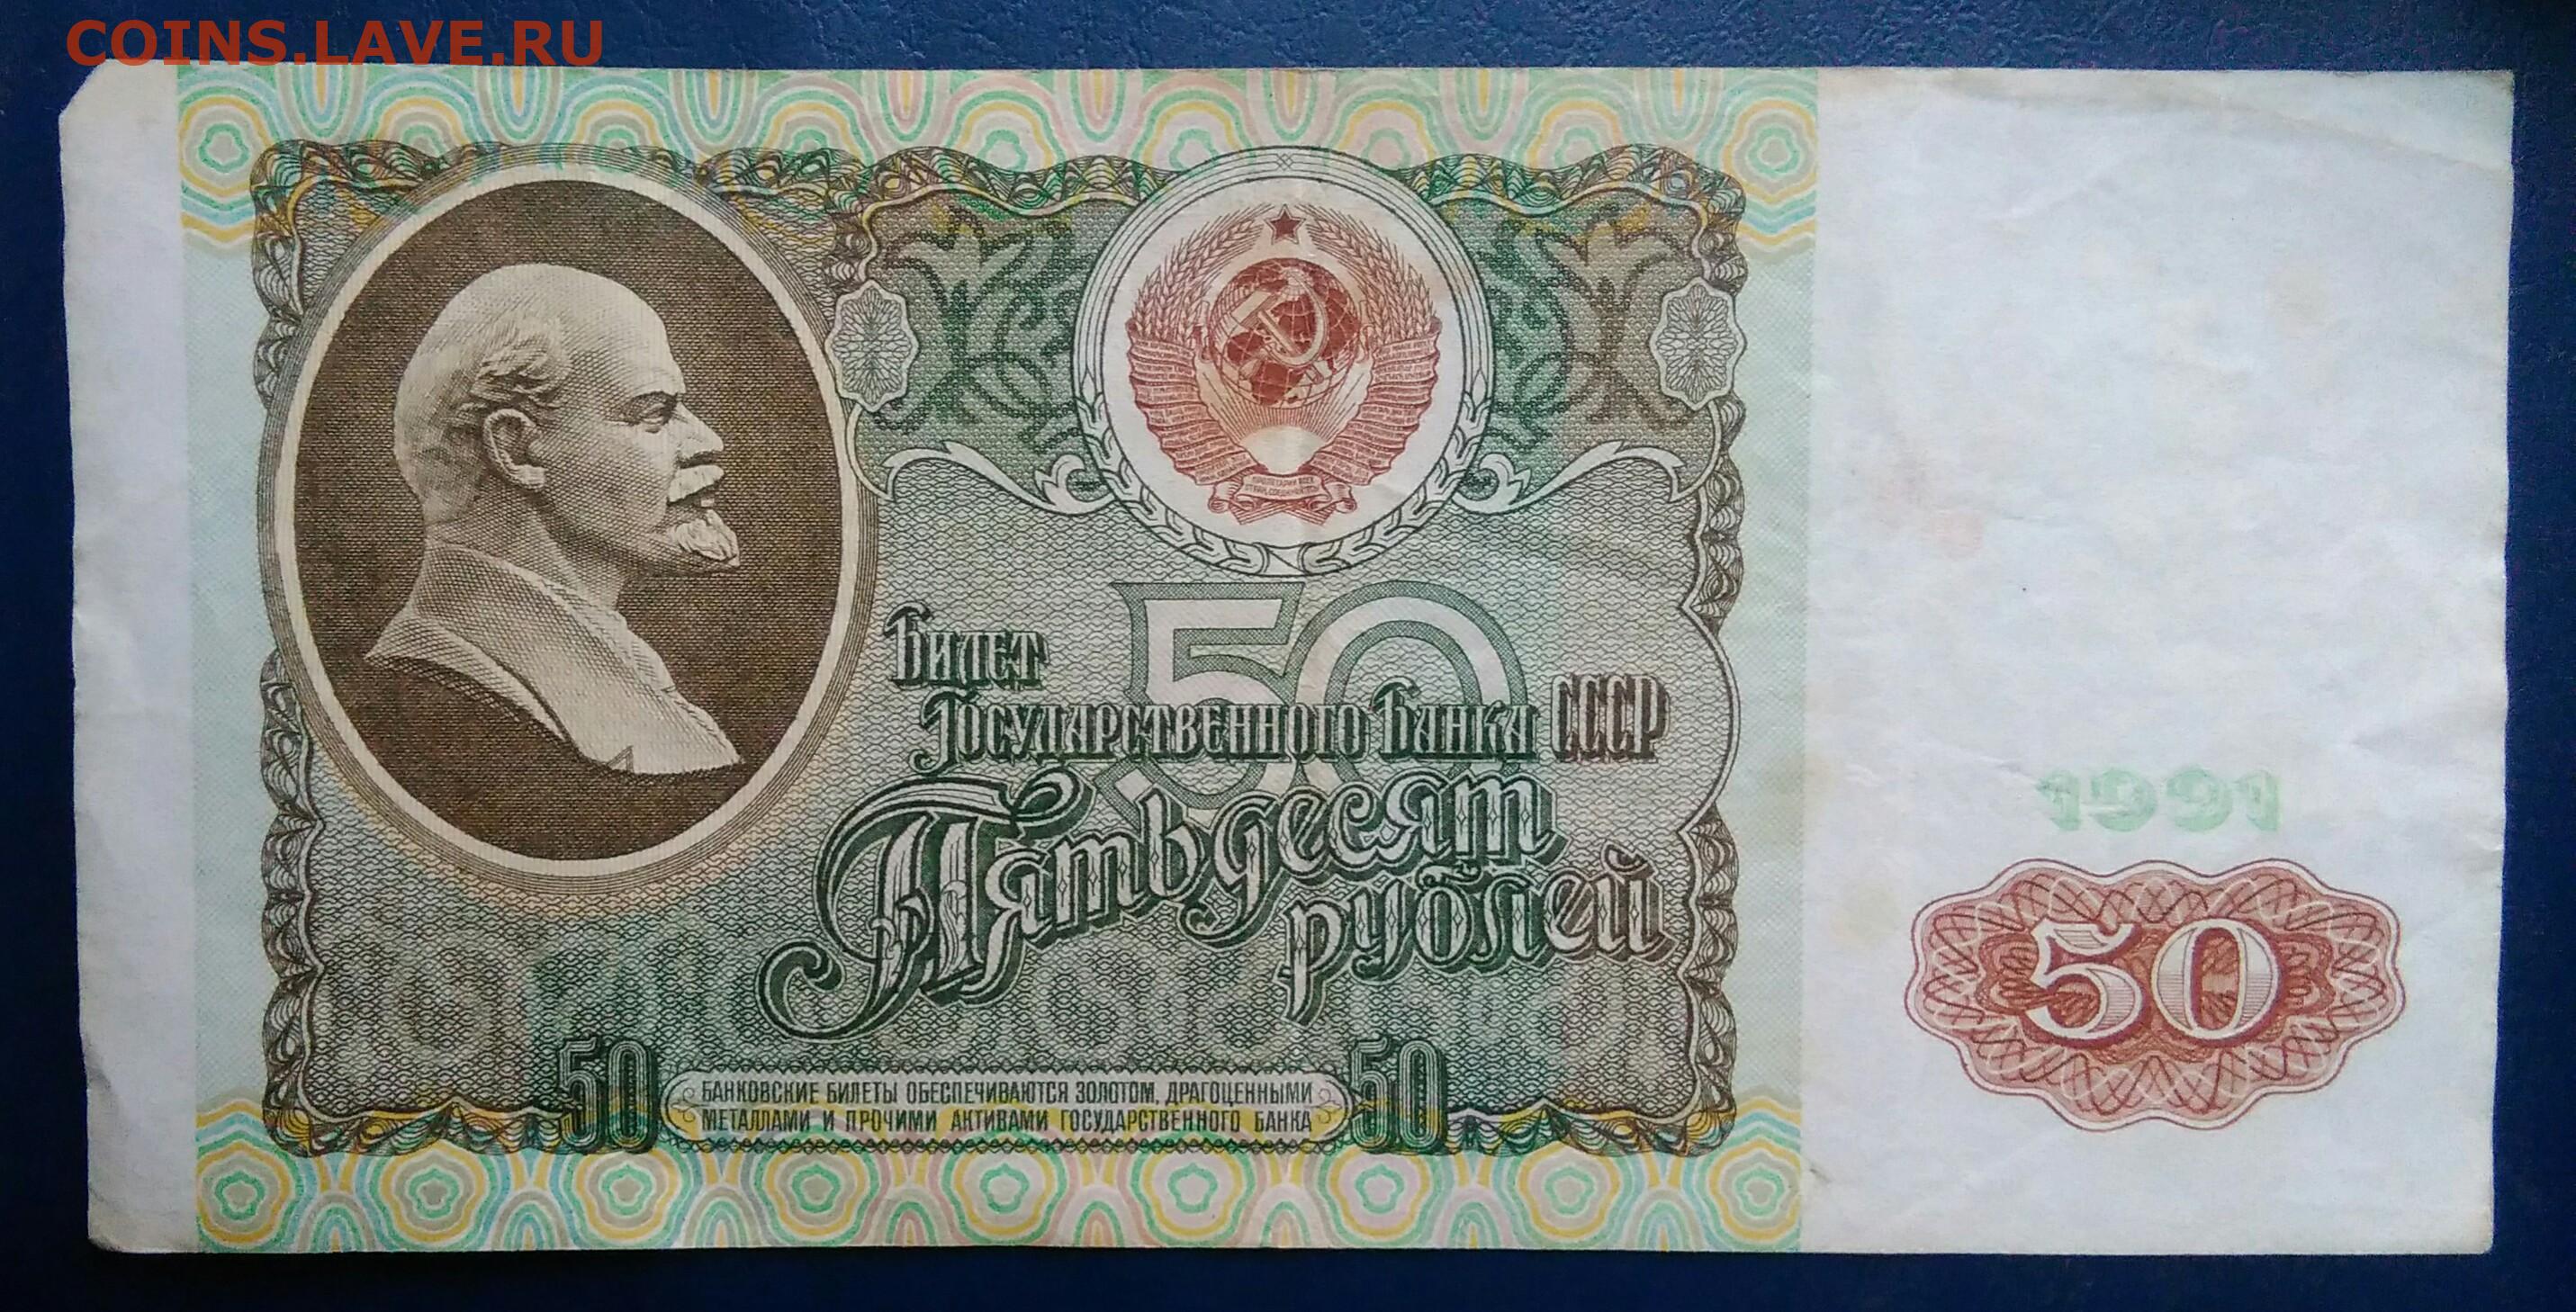 COINS.LAVE.RU
Билет
Государственного Банка СССР
50
Пятьдесят
рублей
1991
50
50
БАНКОВСКИЕ БИЛЕТЫ ОБЕСПЕЧИВАЮТСЯ ЗОЛОТОМ, ДРАГОЦЕННЫМИ
МЕТАЛЛАМИ И ПРОЧИМИ АКТИВАМИ ГОСУДАРСТВЕННОГО БАНКА
50